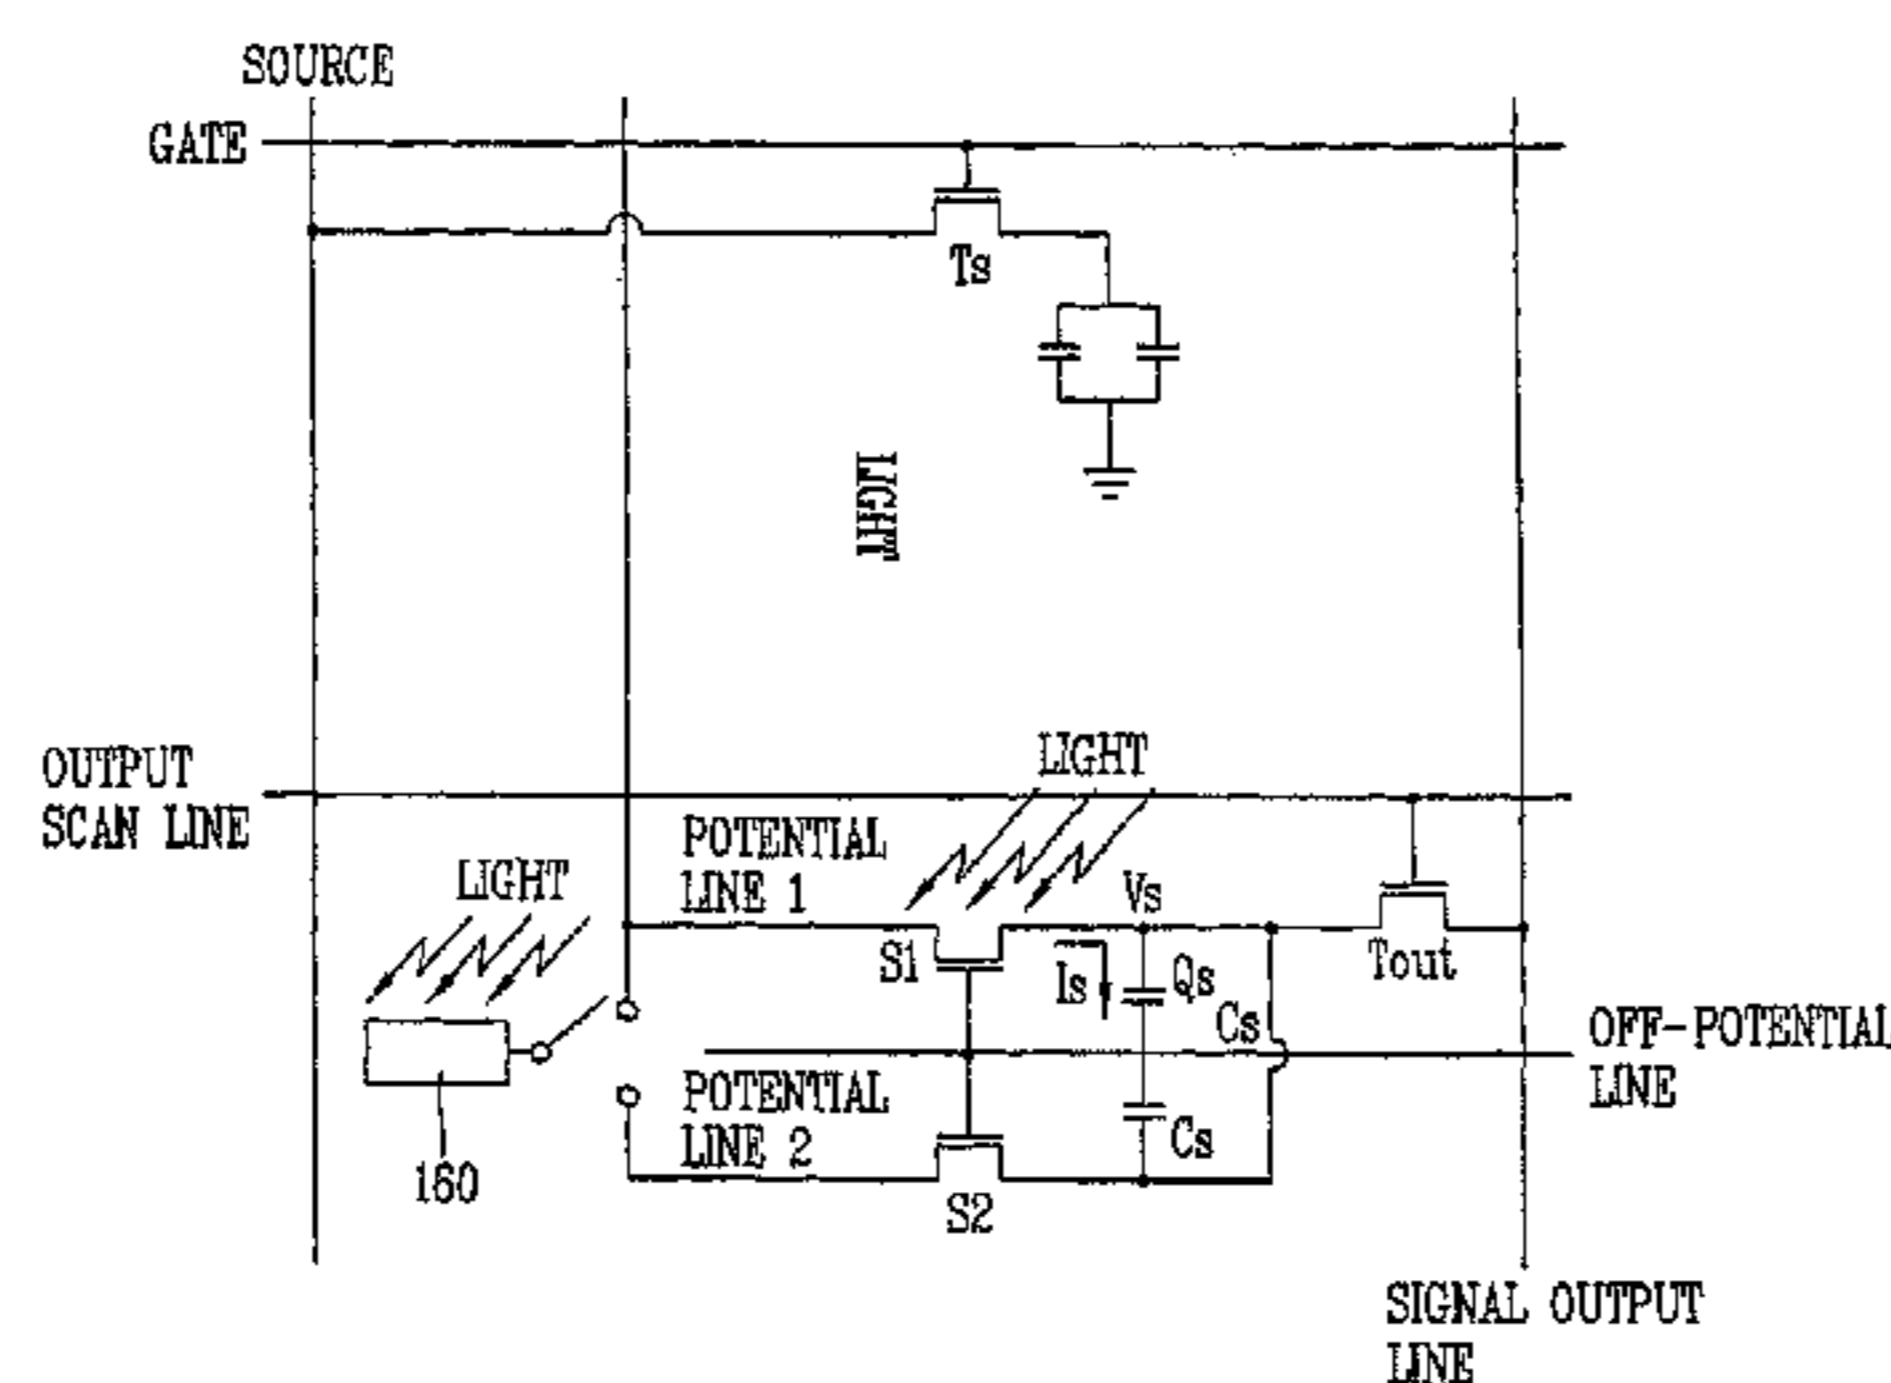 SOURCE
GATE
Ts
LIGHT
OUTPUT
SCAN LINE
LIGHT
POTENTIAL
LINE 1
LIGHT
Vs
S1
Is
Qs
Cs
Tout
OFF-POTENTIAL
LINE
POTENTIAL
LINE 2
Cs
160
S2
SIGNAL OUTPUT
LINE